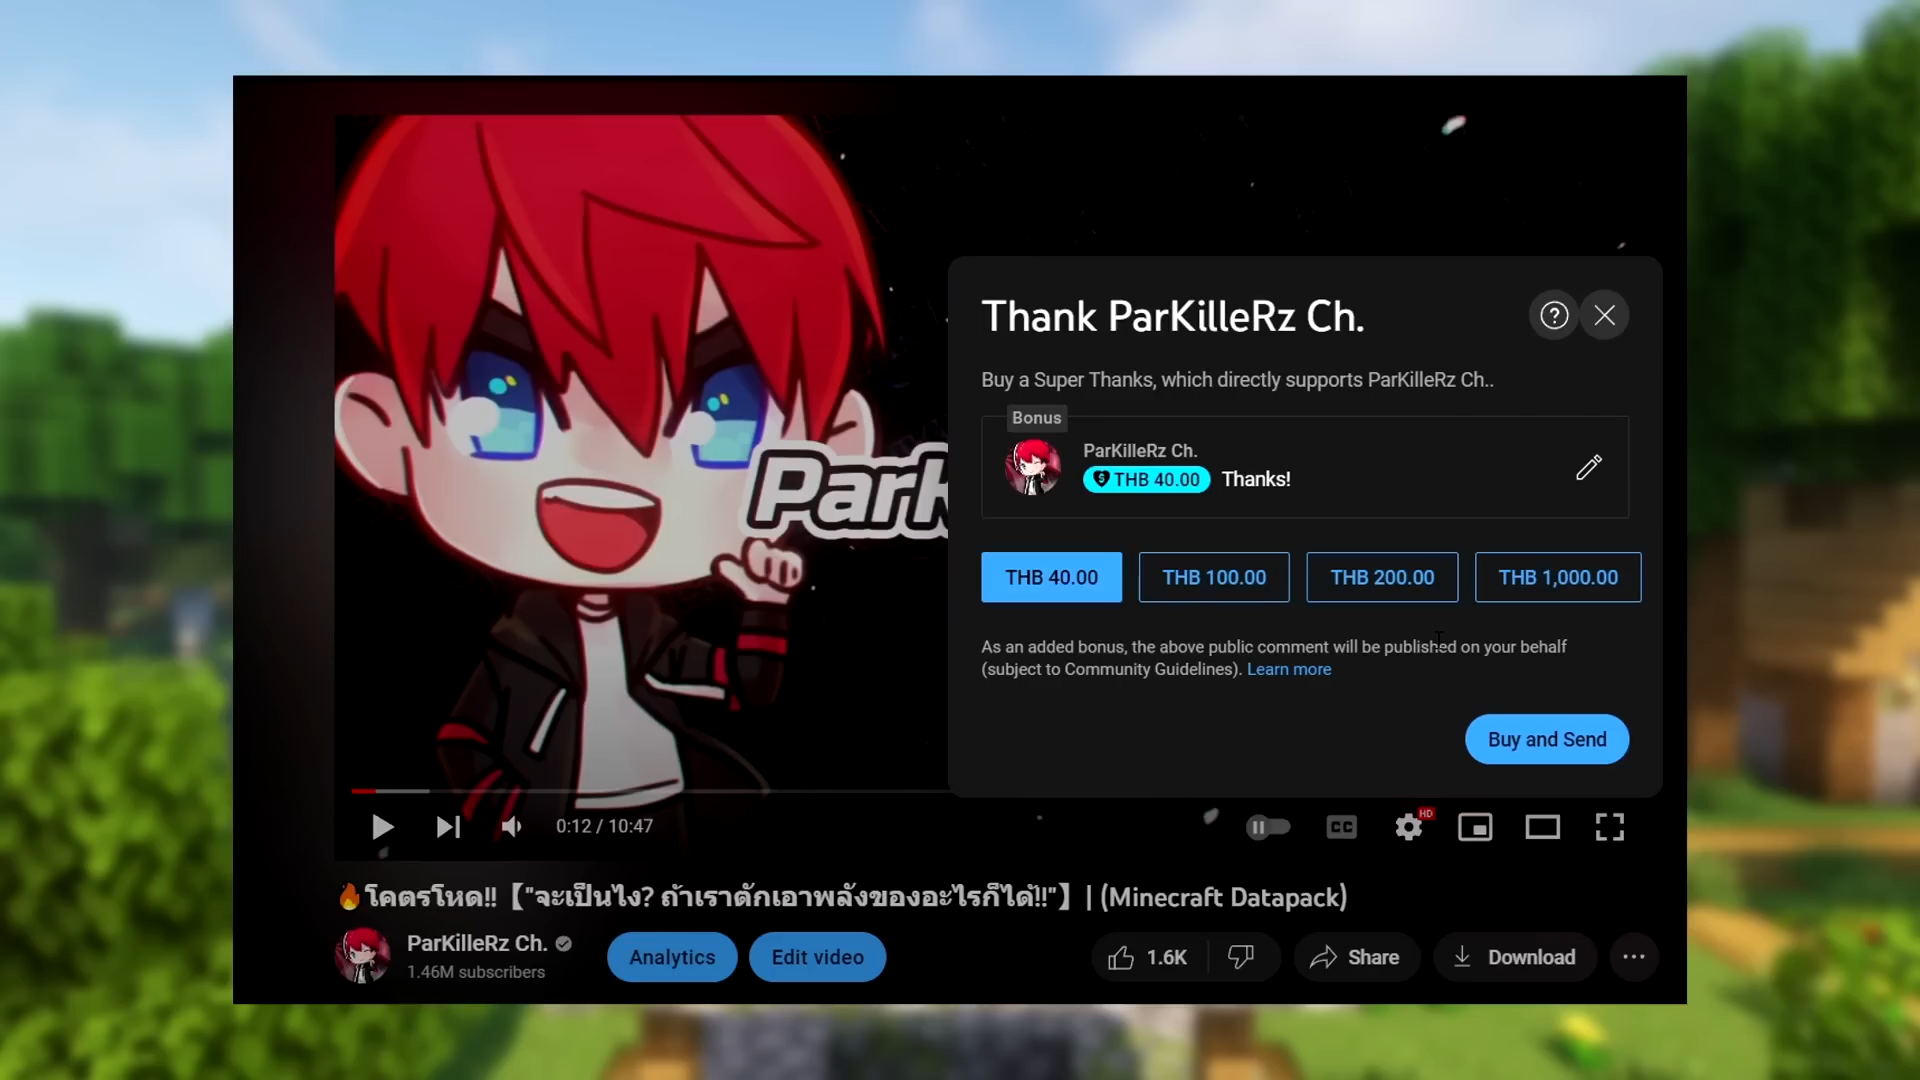 Thank ParKilleRz Ch.
Buy a Super Thanks, which directly supports ParKilleRz Ch..
Bonus
ParKilleRz Ch.
THB 40.00 Thanks!
THB 40.00 THB 100.00 THB 200.00 THB 1,000.00
As an added bonus, the above public comment will be published on your behalf
(subject to Community Guidelines). Learn more
Buy and Send
ParK
0:12 / 10:47
CC
HD
🔥โคตรโหด!!【"จะเป็นไง? ถ้าเราดักเอาพลังของอะไรก็ได้!!"】 | (Minecraft Datapack)
ParKilleRz Ch.
1.46M subscribers
Analytics
Edit video
1.6K
Share
Download